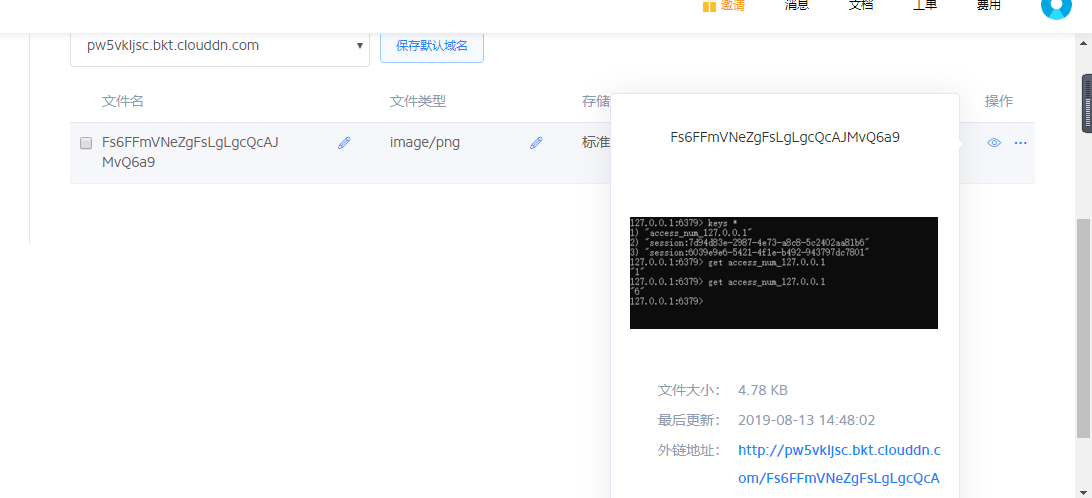 邀请 消息 文档 工单 费用
pw5vkljsc.bkt.clouddn.com 保存默认域名
文件名 文件类型 存储 操作
Fs6FFmVNeZgFsLgLgcQcAJ
MvQ6a9
image/png 标准
Fs6FFmVNeZgFsLgLgcQcAJMvQ6a9
127.0.0.1:6379> keys *
1) "access_num_127.0.0.1"
2) "session:7d94d83e-2987-4e73-a8c8-5c2402aa81b6"
3) "session:6039e9e6-5421-4f1e-b492-943797dc7801"
127.0.0.1:6379> get access_num_127.0.0.1
"1"
127.0.0.1:6379> get access_num_127.0.0.1
"6"
127.0.0.1:6379>
文件大小: 4.78 KB
最后更新: 2019-08-13 14:48:02
外链地址: http://pw5vkljsc.bkt.clouddn.c
om/Fs6FFmVNeZgFsLgLgcQcA